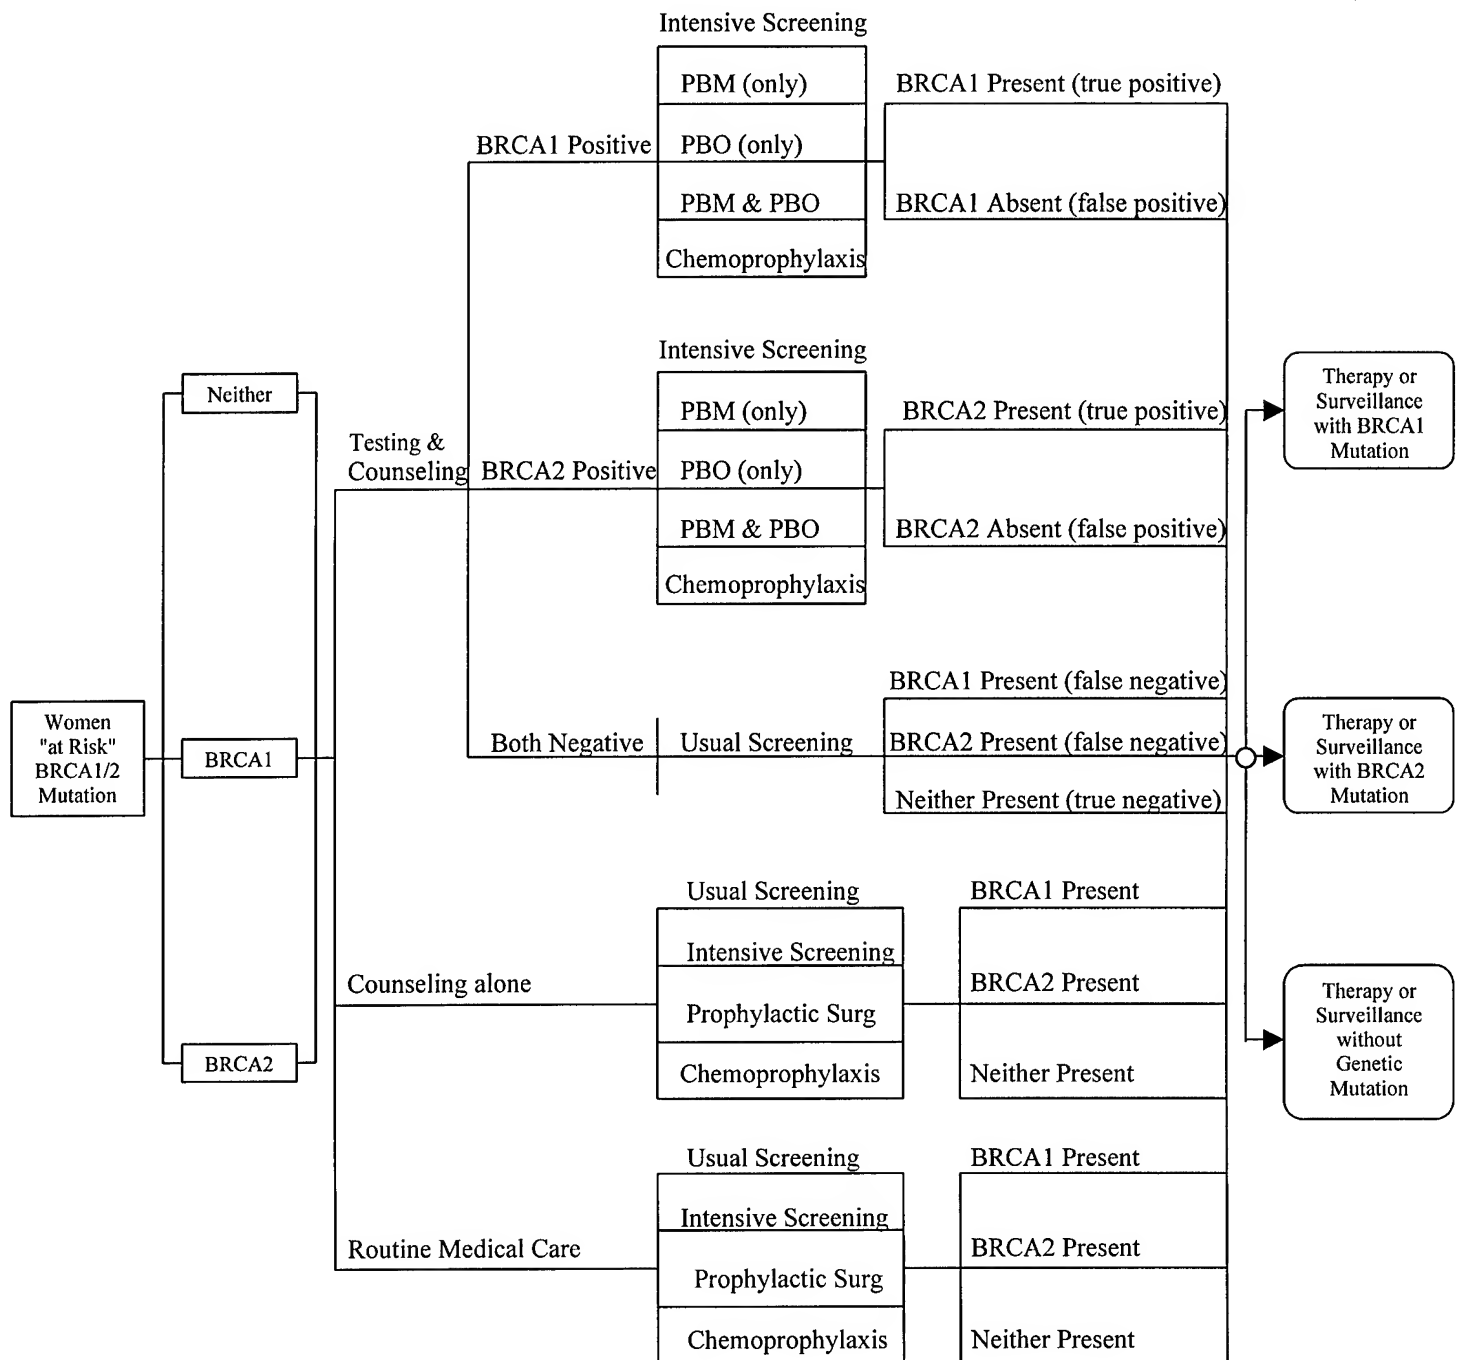 Intensive Screening
PBM (only)
BRCA1 Present (true positive)
BRCA1 Positive
PBO (only)
PBM & PBO
BRCA1 Absent (false positive)
Chemoprophylaxis
Intensive Screening
PBM (only)
BRCA2 Present (true positive)
Testing &
Counseling
BRCA2 Positive
PBO (only)
PBM & PBO
BRCA2 Absent (false positive)
Chemoprophylaxis
Neither
BRCA1
BRCA2
Women
"at Risk"
BRCA1/2
Mutation
BRCA1 Present (false negative)
Both Negative
Usual Screening
BRCA2 Present (false negative)
Neither Present (true negative)
Usual Screening
BRCA1 Present
Intensive Screening
Counseling alone
BRCA2 Present
Prophylactic Surg
Chemoprophylaxis
Neither Present
Usual Screening
BRCA1 Present
Intensive Screening
Routine Medical Care
BRCA2 Present
Prophylactic Surg
Chemoprophylaxis
Neither Present
Therapy or
Surveillance
with BRCA1
Mutation
Therapy or
Surveillance
with BRCA2
Mutation
Therapy or
Surveillance
without
Genetic
Mutation